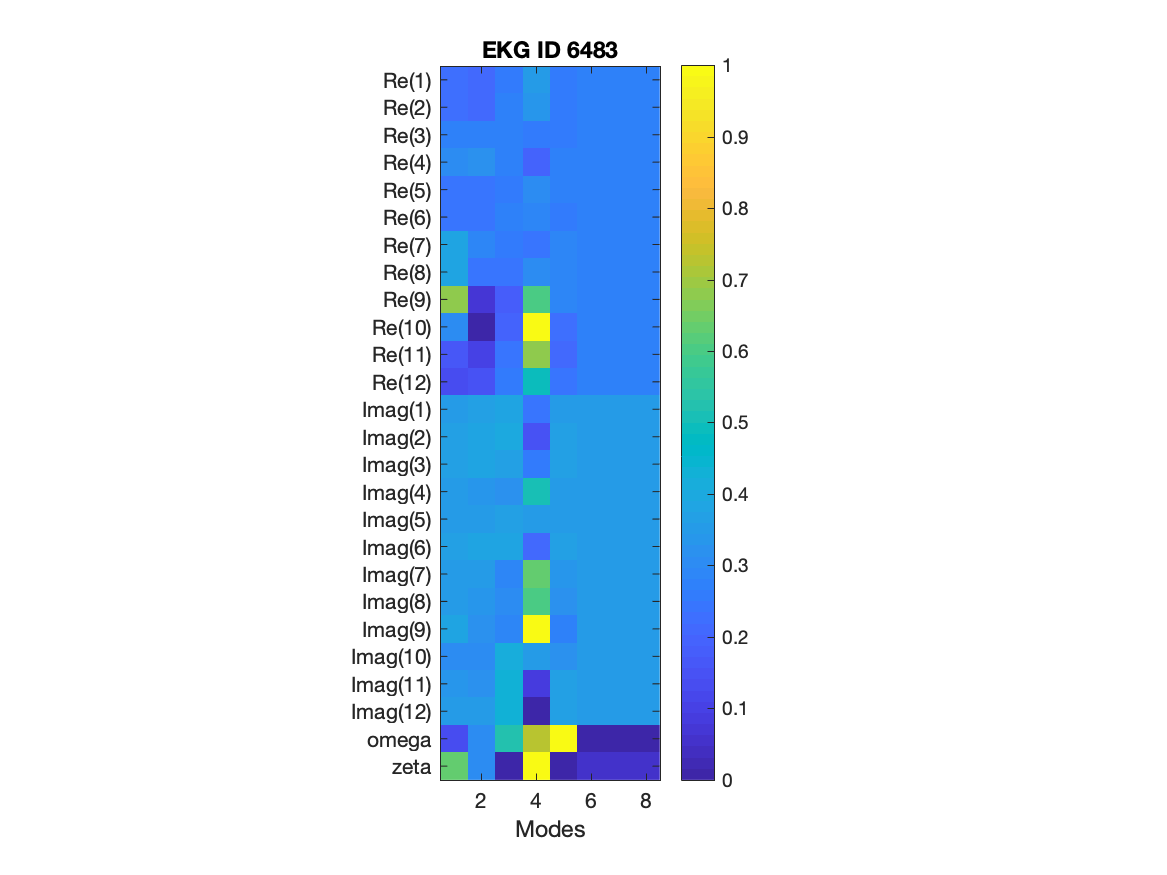 EKG ID 6483
Re(1)
Re(2)
Re(3)
Re(4)
Re(5)
Re(6)
Re(7)
Re(8)
Re(9)
Re(10)
Re(11)
Re(12)
Imag(1)
Imag(2)
Imag(3)
Imag(4)
Imag(5)
Imag(6)
Imag(7)
Imag(8)
Imag(9)
Imag(10)
Imag(11)
Imag(12)
omega
zeta
2 4 6 8
Modes
1
0.9
0.8
0.7
0.6
0.5
0.4
0.3
0.2
0.1
0